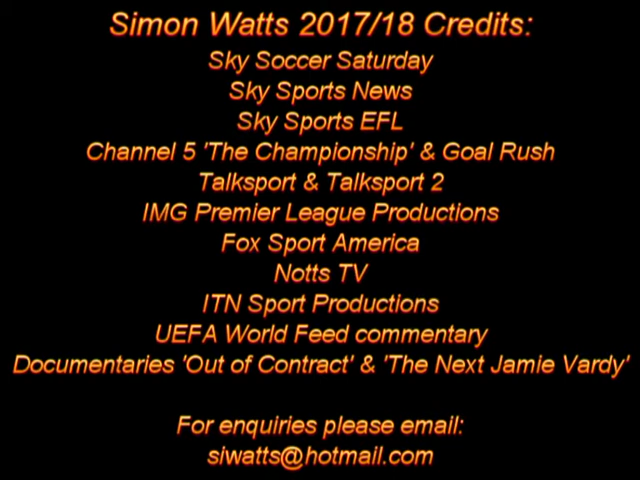 Simon Watts 2017/18 Credits:
Sky Soccer Saturday
Sky Sports News
Sky Sports EFL
Channel 5 'The Championship' & Goal Rush
Talksport & Talksport 2
IMG Premier League Productions
Fox Sport America
Notts TV
ITN Sport Productions
UEFA World Feed commentary
Documentaries 'Out of Contract' & 'The Next Jamie Vardy'
For enquiries please email:
siwatts@hotmail.com